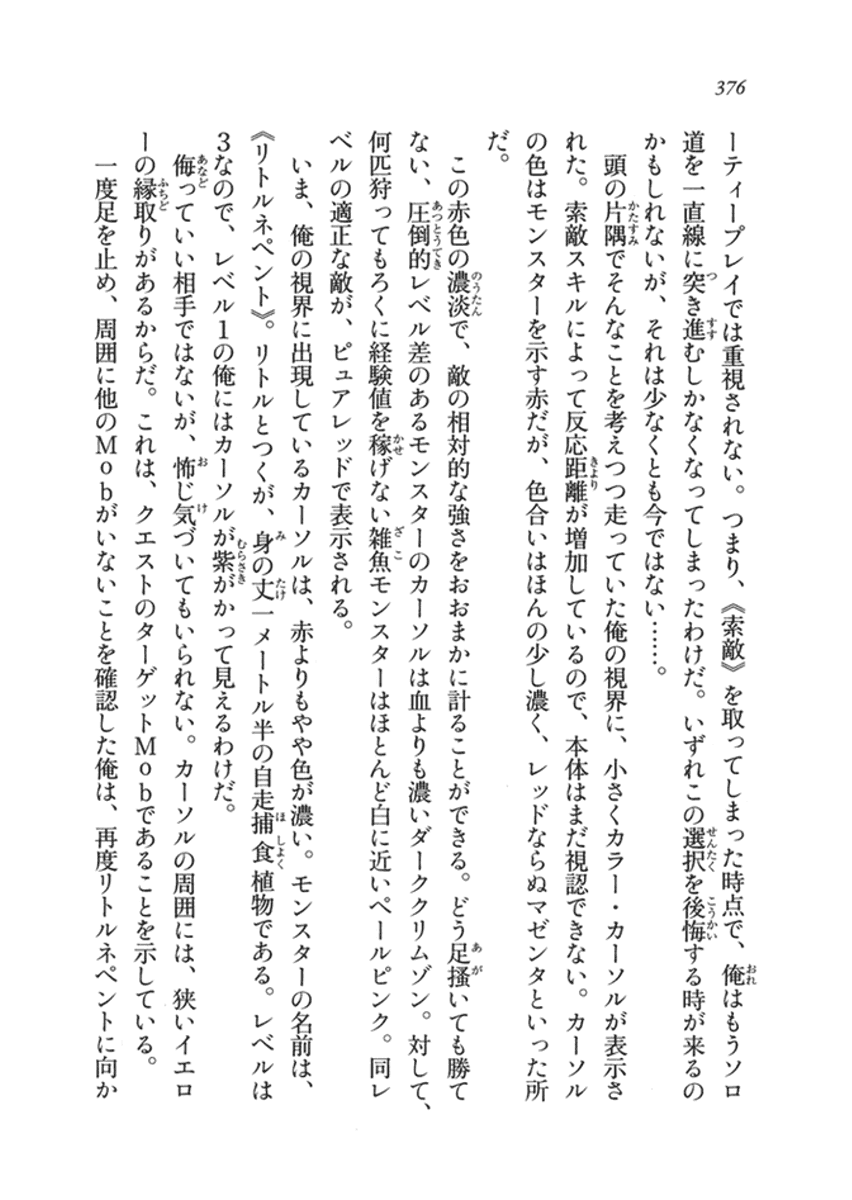 376
ーティープレイでは重視されない。つまり、《索敵》を取ってしまった時点で、俺はもうソロ
道を一直線に突き進むしかなくなってしまったわけだ。いずれこの選択を後悔する時が来るの
かもしれないが、それは少なくとも今ではない……。
頭の片隅でそんなことを考えつつ走っていた俺の視界に、小さくカラー・カーソルが表示さ
れた。索敵スキルによって反応距離が増加しているので、本体はまだ視認できない。カーソル
の色はモンスターを示す赤だが、色合いはほんの少し濃く、レッドならぬマゼンタといった所
だ。
この赤色の濃淡で、敵の相対的な強さをおおまかに計ることができる。どう足掻いても勝て
ない、圧倒的レベル差のあるモンスターのカーソルは血よりも濃いダーククリムゾン。対して、
何匹狩ってもろくに経験値を稼げない雑魚モンスターはほとんど白に近いペールピンク。同レ
ベルの適正な敵が、ピュアレッドで表示される。
いま、俺の視界に出現しているカーソルは、赤よりもやや色が濃い。モンスターの名前は、
《リトルネペント》。リトルとつくが、身の丈一メートル半の自走捕食植物である。レベルは
3なので、レベル1の俺にはカーソルが紫がかって見えるわけだ。
侮っていい相手ではないが、怖じ気づいてもいられない。カーソルの周囲には、狭いイエロ
ーの縁取りがあるからだ。これは、クエストのターゲットMobであることを示している。
一度足を止め、周囲に他のMobがいないことを確認した俺は、再度リトルネペントに向か